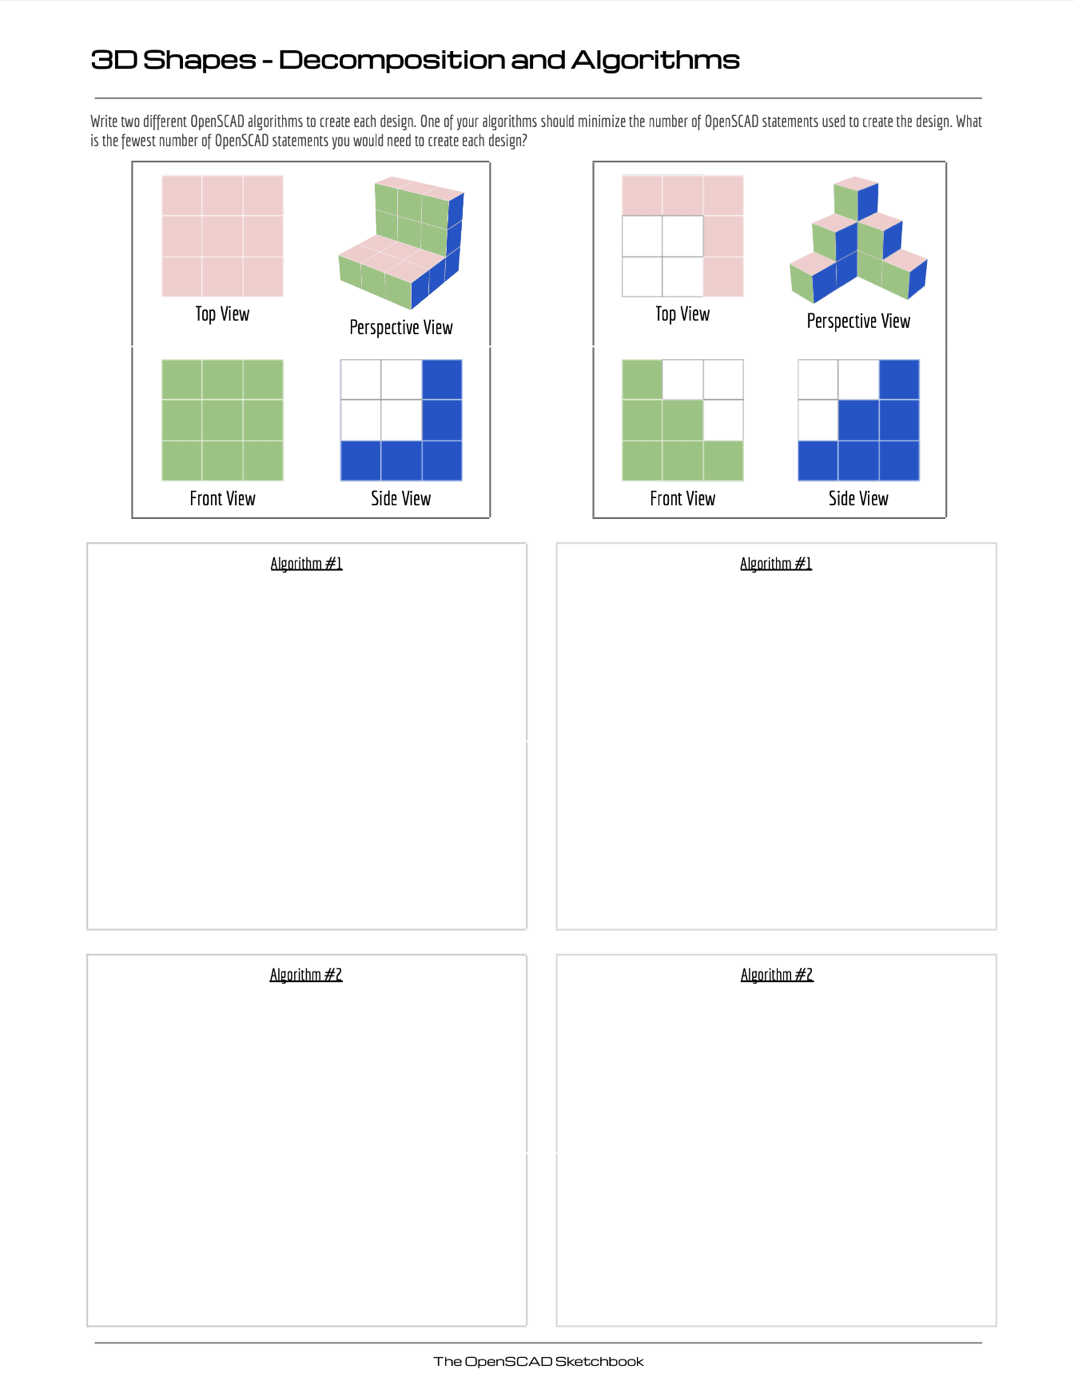 3D Shapes - Decomposition and Algorithms
Write two different OpenSCAD algorithms to create each design. One of your algorithms should minimize the number of OpenSCAD statements used to create the design. What
is the fewest number of OpenSCAD statements you would need to create each design?
Top View
Perspective View
Front View
Side View
Top View
Perspective View
Front View
Side View
Algorithm #1
Algorithm #1
Algorithm #2
Algorithm #2
The OpenSCAD Sketchbook